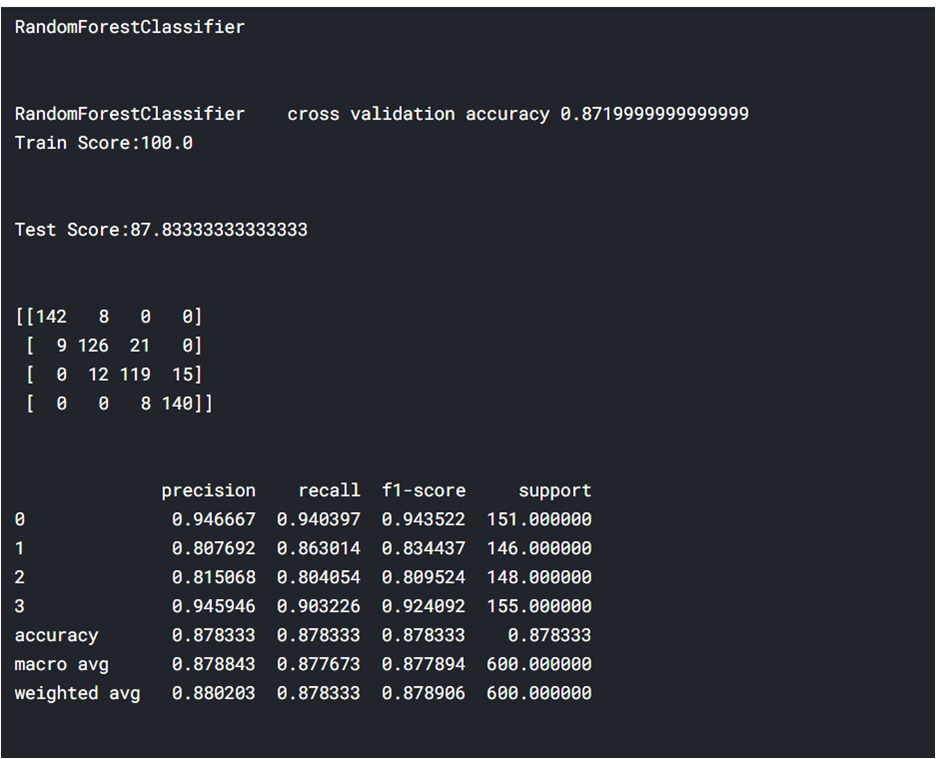 RandomForestClassifier
RandomForestClassifier    cross validation accuracy 0.8719999999999999
Train Score:100.0
Test Score:87.83333333333333
[[142   8   0   0]
 [  9 126  21   0]
 [  0  12 119  15]
 [  0   0   8 140]]
              precision    recall  f1-score     support
0              0.946667  0.940397  0.943522  151.000000
1              0.807692  0.863014  0.834437  146.000000
2              0.815068  0.804054  0.809524  148.000000
3              0.945946  0.903226  0.924092  155.000000
accuracy       0.878333  0.878333  0.878333    0.878333
macro avg      0.878843  0.877673  0.877894  600.000000
weighted avg   0.880203  0.878333  0.878906  600.000000